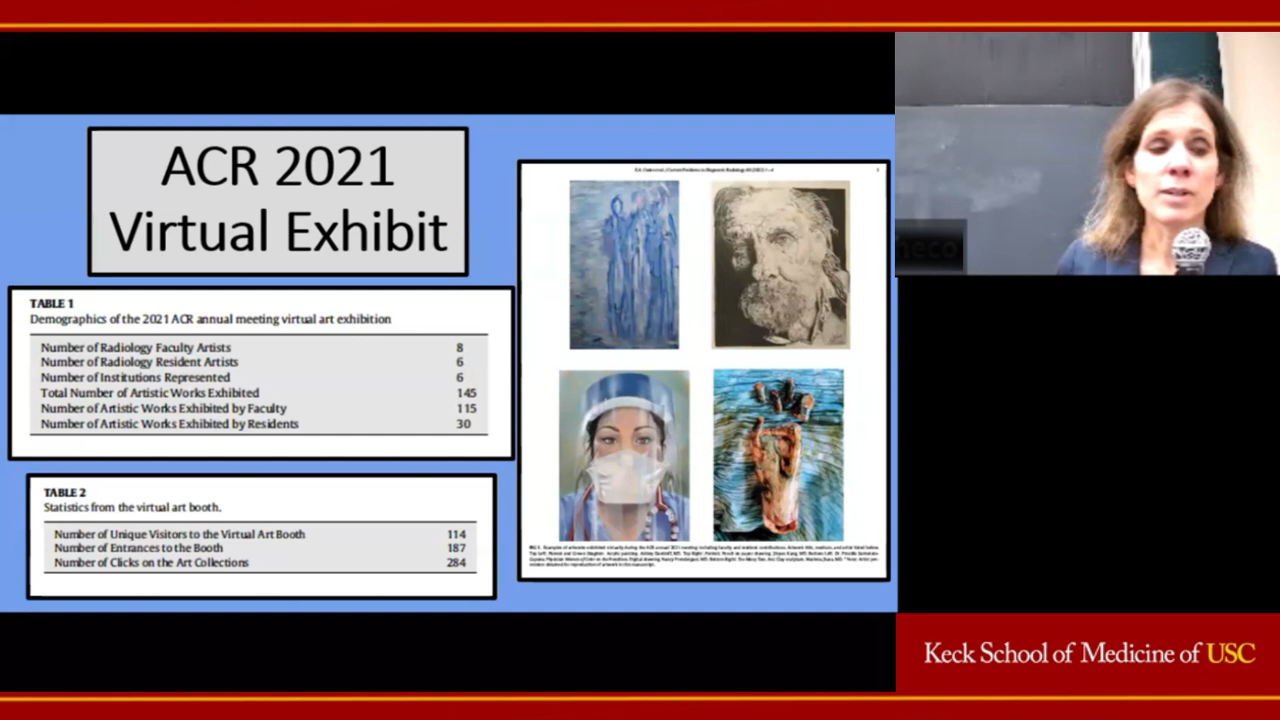 ACR 2021
Virtual Exhibit
TABLE 1
Demographics of the 2021 ACR annual meeting virtual art exhibition
Number of Radiology Faculty Artists 8
Number of Radiology Resident Artists 6
Number of Institutions Represented 6
Total Number of Artistic Works Exhibited 145
Number of Artistic Works Exhibited by Faculty 115
Number of Artistic Works Exhibited by Residents 30
TABLE 2
Statistics from the virtual art booth.
Number of Unique Visitors to the Virtual Art Booth 114
Number of Entrances to the Booth 187
Number of Clicks on the Art Collections 284
Keck School of Medicine of USC